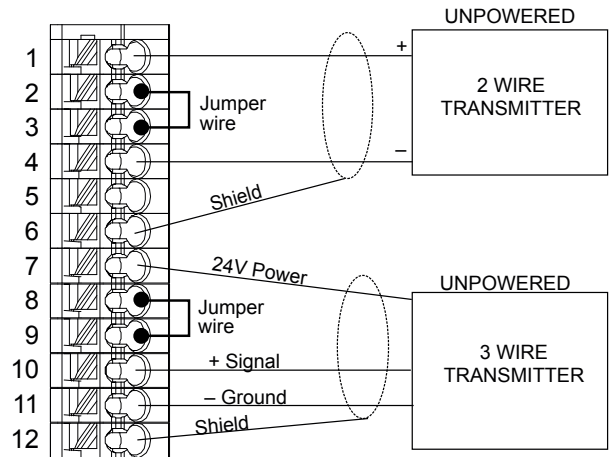 UNPOWERED
1
+
2 WIRE
TRANSMITTER
2
Jumper
wire
3
4
–
5
Shield
6
7
24V Power
UNPOWERED
8
Jumper
wire
9
3 WIRE
TRANSMITTER
10
+ Signal
11
– Ground
12
Shield